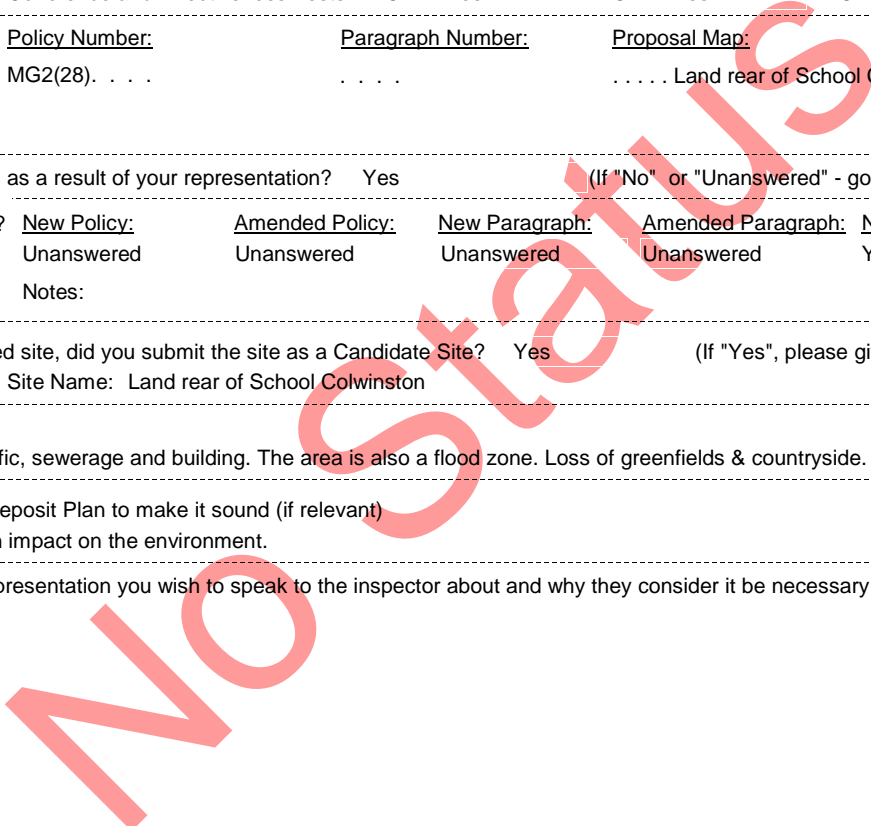 Policy Number: Paragraph Number: Proposal Map:
MG2(28). . . . . . . . . . . . . Land rear of School
as a result of your representation? Yes (If "No" or "Unanswered" - go
? New Policy: Amended Policy: New Paragraph: Amended Paragraph: N
Unanswered Unanswered Unanswered Unanswered Y
Notes:
ed site, did you submit the site as a Candidate Site? Yes (If "Yes", please gi
Site Name: Land rear of School Colwinston
fic, sewerage and building. The area is also a flood zone. Loss of greenfields & countryside.
eposit Plan to make it sound (if relevant)
impact on the environment.
presentation you wish to speak to the inspector about and why they consider it be necessary
No Status